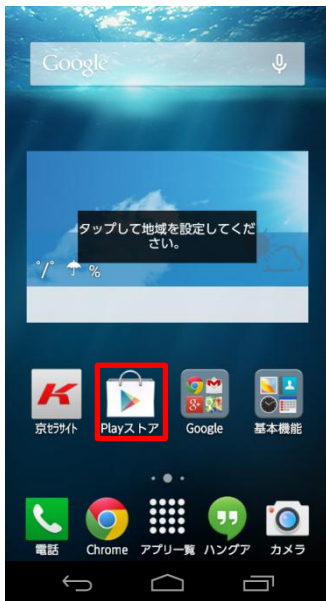 Google
タップして地域を設定してくだ
さい。
°/° %
京セラサイト Playストア Google 基本機能
電話 Chrome アプリ一覧 ハングア カメラ